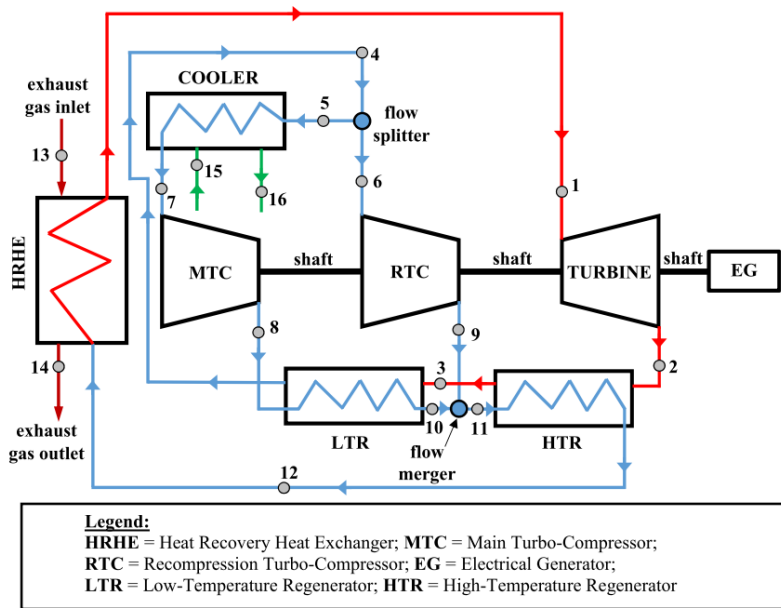 4
COOLER
exhaust
gas inlet
5
flow
splitter
13
15
6
16
7
1
HRHE
MTC
shaft
RTC
shaft
TURBINE
shaft
EG
8
9
14
3
2
exhaust
gas outlet
10
11
LTR
flow
merger
HTR
12
Legend:
HRHE = Heat Recovery Heat Exchanger; MTC = Main Turbo-Compressor;
RTC = Recompression Turbo-Compressor; EG = Electrical Generator;
LTR = Low-Temperature Regenerator; HTR = High-Temperature Regenerator